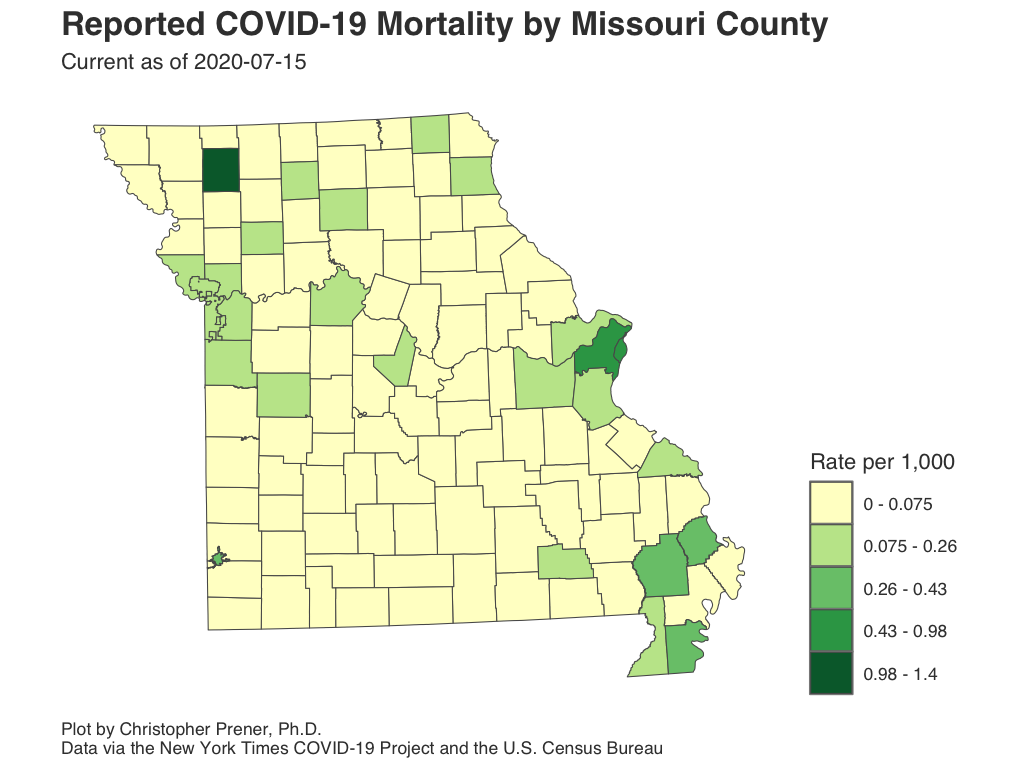 Reported COVID-19 Mortality by Missouri County
Current as of 2020-07-15
Rate per 1,000
0 - 0.075
0.075 - 0.26
0.26 - 0.43
0.43 - 0.98
0.98 - 1.4
Plot by Christopher Prener, Ph.D.
Data via the New York Times COVID-19 Project and the U.S. Census Bureau